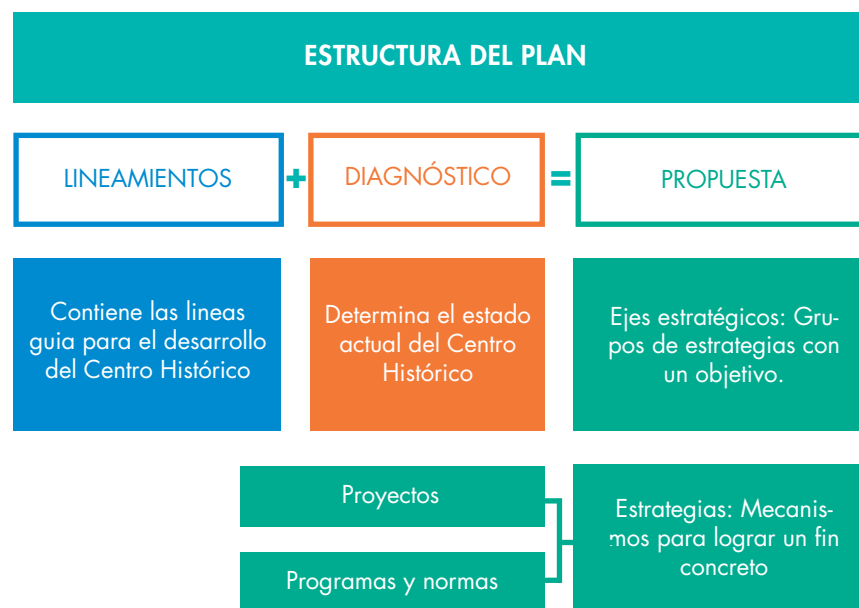 ESTRUCTURA DEL PLAN
LINEAMIENTOS
+
DIAGNÓSTICO
=
PROPUESTA
Contiene las lineas
guia para el desarrollo
del Centro Histórico
Determina el estado
actual del Centro
Histórico
Ejes estratégicos: Gru-
pos de estrategias con
un objetivo.
Proyectos
Programas y normas
Estrategias: Mecanis-
mos para lograr un fin
concreto